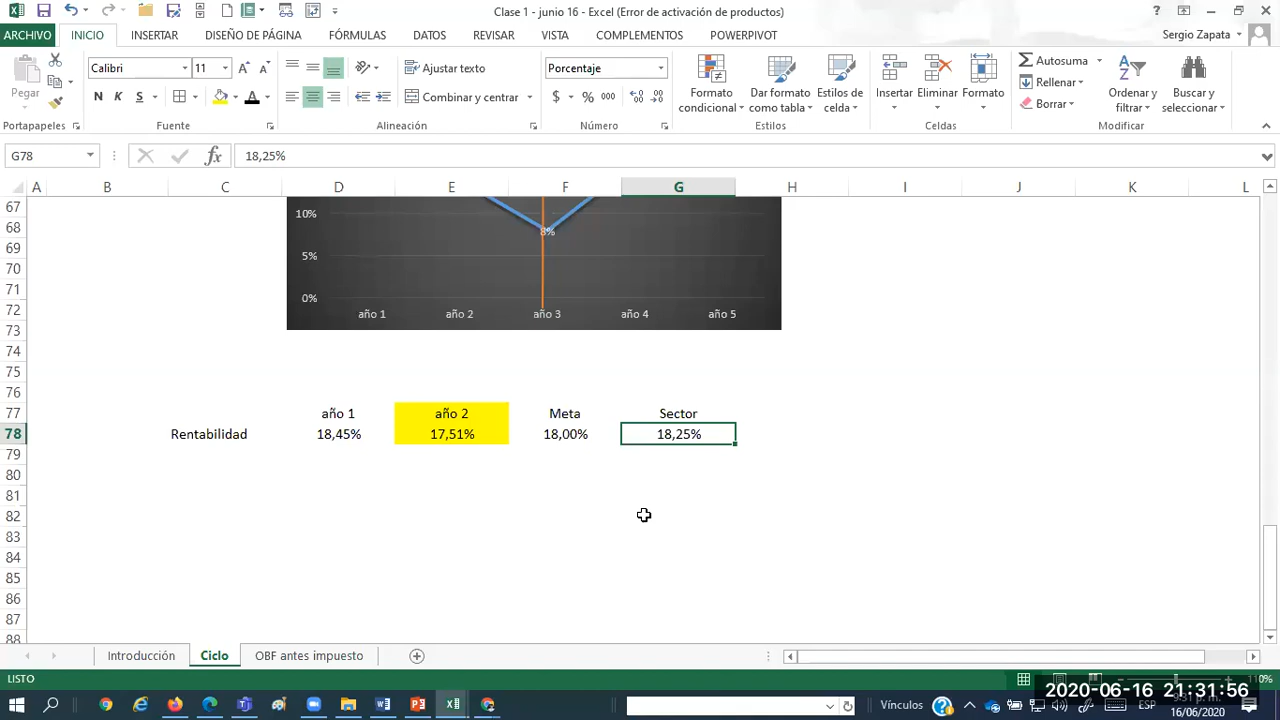 Clase 1 - junio 16 - Excel (Error de activación de productos)
ARCHIVO INICIO INSERTAR DISEÑO DE PÁGINA FÓRMULAS DATOS REVISAR VISTA COMPLEMENTOS POWERPIVOT Sergio Zapata
Pegar
Calibri 11
N K S
Ajustar texto
Combinar y centrar
Porcentaje
$ % 000
Formato condicional
Dar formato como tabla
Estilos de celda
Insertar Eliminar Formato
Autosuma
Rellenar
Borrar
Ordenar y filtrar
Buscar y seleccionar
Portapapeles Fuente Alineación Número Estilos Celdas Modificar
G78 fx 18,25%
A B C D E F G H I J K L
67
68 10%
69 8%
70 5%
71
72 0%
73 año 1 año 2 año 3 año 4 año 5
74
75
76
77 año 1 año 2 Meta Sector
78 Rentabilidad 18,45% 17,51% 18,00% 18,25%
79
80
81
82
83
84
85
86
87
88
Introducción Ciclo OBF antes impuesto
LISTO 110%
2020-06-16 21:31:56
Vínculos ESP
16/06/2020